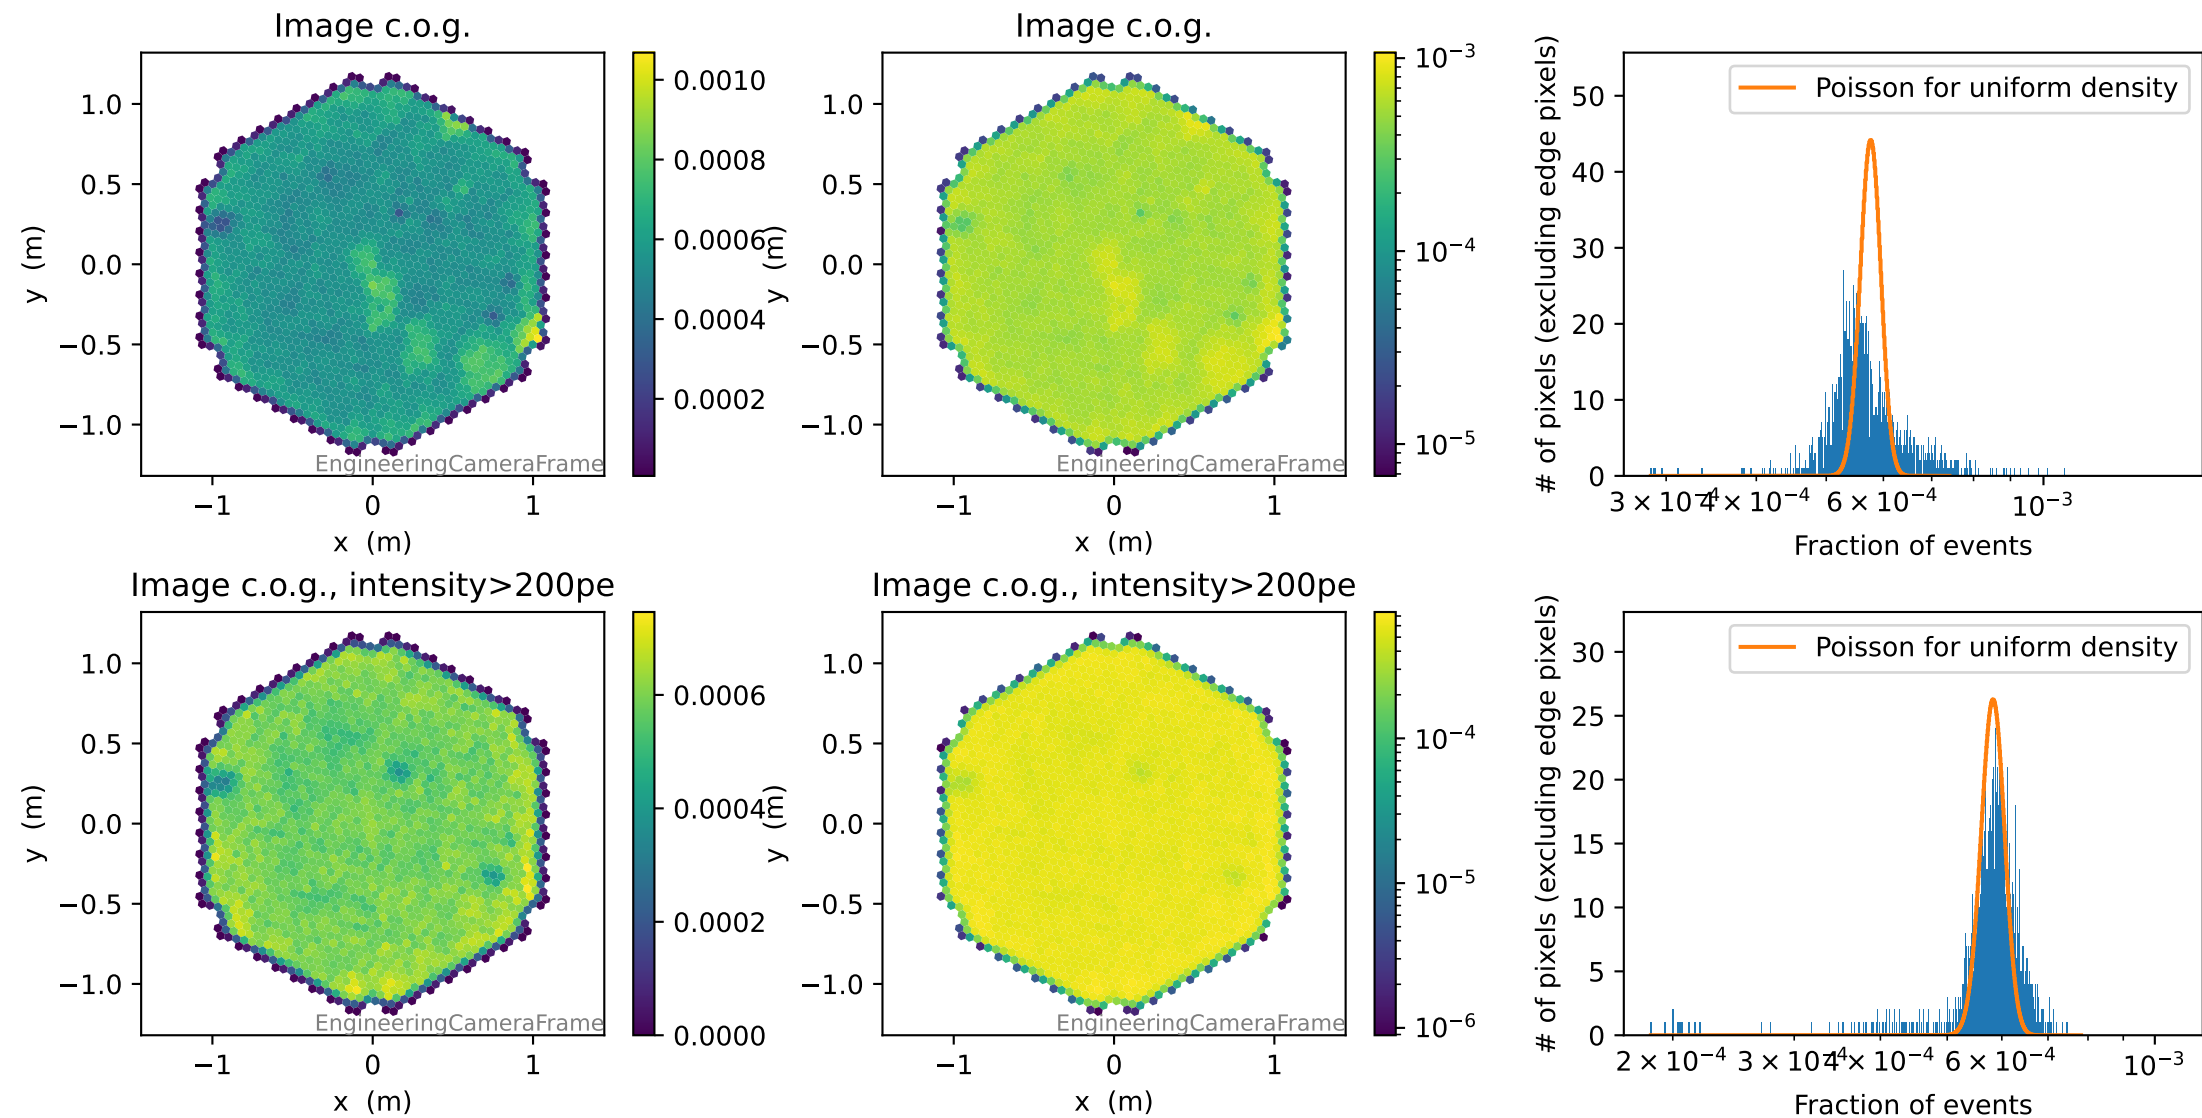 Image c.o.g.
y (m)
1.0
0.5
0.0
−0.5
−1.0
−1
0
1
x (m)
EngineeringCameraFrame
0.0010
0.0008
0.0006
0.0004
0.0002
Image c.o.g.
y (m)
1.0
0.5
0.0
−0.5
−1.0
−1
0
1
x (m)
EngineeringCameraFrame
10⁻³
10⁻⁴
10⁻⁵
# of pixels (excluding edge pixels)
50
40
30
20
10
0
Poisson for uniform density
3 × 10⁻⁴
4 × 10⁻⁴
6 × 10⁻⁴
10⁻³
Fraction of events
Image c.o.g., intensity>200pe
y (m)
1.0
0.5
0.0
−0.5
−1.0
−1
0
1
x (m)
EngineeringCameraFrame
0.0006
0.0004
0.0002
0.0000
Image c.o.g., intensity>200pe
y (m)
1.0
0.5
0.0
−0.5
−1.0
−1
0
1
x (m)
EngineeringCameraFrame
10⁻⁴
10⁻⁵
10⁻⁶
# of pixels (excluding edge pixels)
30
25
20
15
10
5
0
Poisson for uniform density
2 × 10⁻⁴
3 × 10⁻⁴
4 × 10⁻⁴
6 × 10⁻⁴
10⁻³
Fraction of events